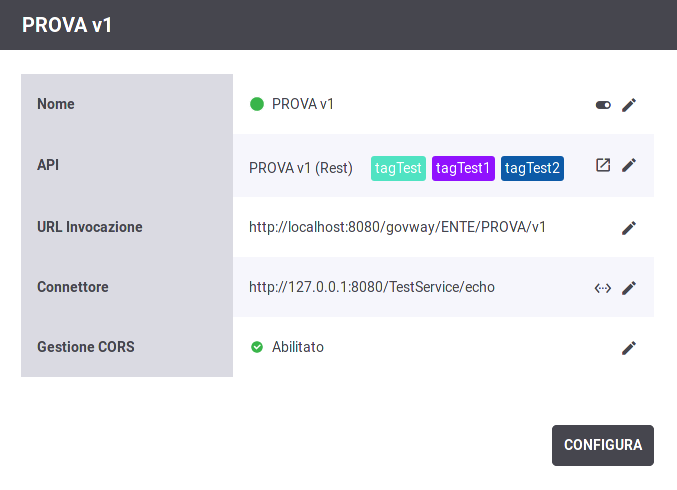 PROVA v1
Nome PROVA v1
API PROVA v1 (Rest) tagTest tagTest1 tagTest2
URL Invocazione http://localhost:8080/govway/ENTE/PROVA/v1
Connettore http://127.0.0.1:8080/TestService/echo
Gestione CORS Abilitato
CONFIGURA